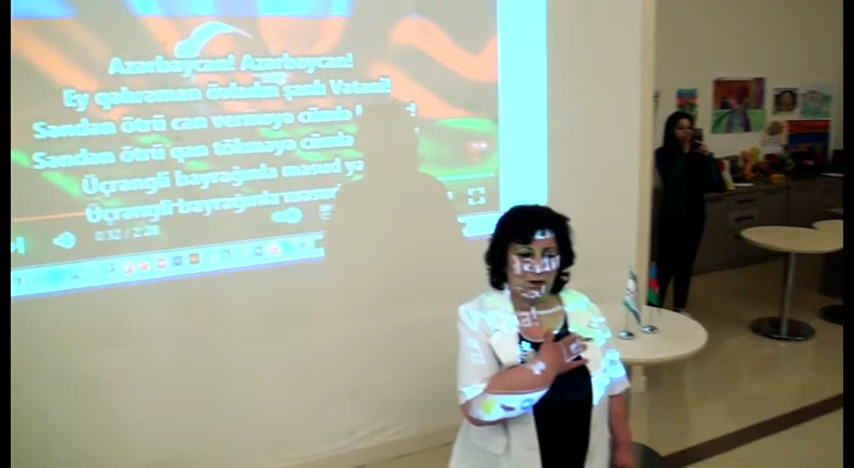 Azərbaycan! Azərbaycan!
Ey qəhrəman övladın şanlı Vətəni!
Səndən ötrü can verməyə cümlə
Səndən ötrü qan tökməyə cümlə
Üçrəngli bayrağınla məsud ya
Üçrəngli bayrağınla məsud
0:32 / 2:28